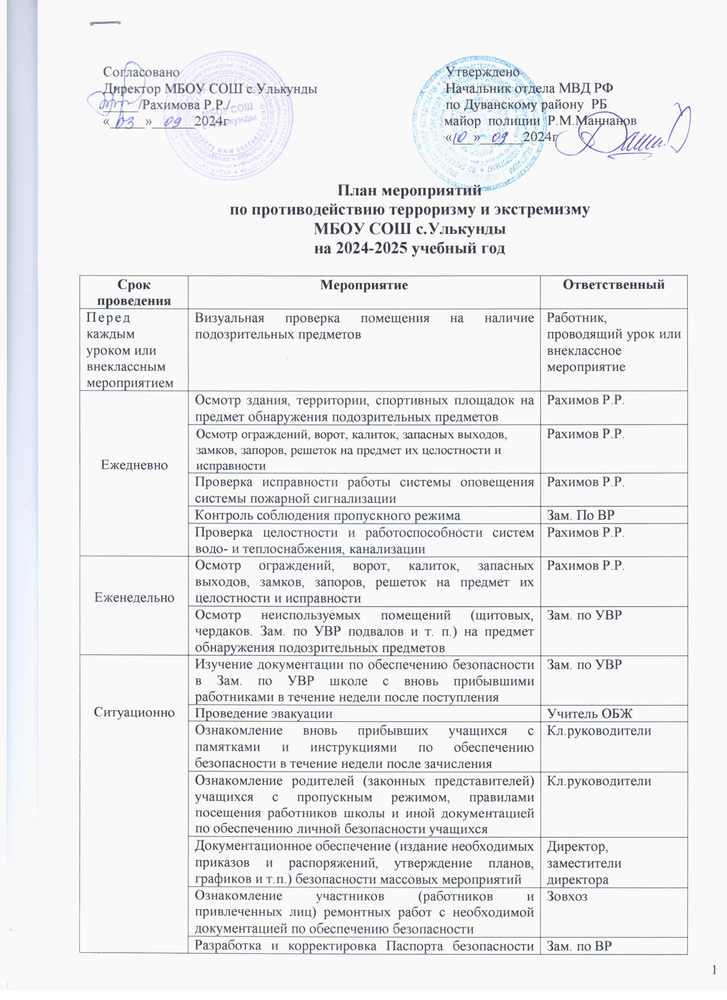 Согласовано
Директор МБОУ СОШ с.Улькунды
_____/Рахимова Р.Р./
«03»09 2024г
Утверждено
Начальник отдела МВД РФ
по Дуванскому району РБ
майор полиции Р.М.Маннанов
«10»09 2024г
МБОУ СОШ
с. Улькунды
План мероприятий
по противодействию терроризму и экстремизму
МБОУ СОШ с.Улькунды
на 2024-2025 учебный год
Срок
проведения
Мероприятие
Ответственный
Перед
каждым
уроком или
внеклассным
мероприятием
Визуальная проверка помещения на наличие
подозрительных предметов
Работник,
проводящий урок или
внеклассное
мероприятие
Ежедневно
Осмотр здания, территории, спортивных площадок на
предмет обнаружения подозрительных предметов
Рахимов Р.Р.
Осмотр ограждений, ворот, калиток, запасных выходов,
замков, запоров, решеток на предмет их целостности и
исправности
Рахимов Р.Р.
Проверка исправности работы системы оповещения
системы пожарной сигнализации
Рахимов Р.Р.
Контроль соблюдения пропускного режима
Зам. По ВР
Проверка целостности и работоспособности систем
водо- и теплоснабжения, канализации
Рахимов Р.Р.
Еженедельно
Осмотр ограждений, ворот, калиток, запасных
выходов, замков, запоров, решеток на предмет их
целостности и исправности
Рахимов Р.Р.
Осмотр неиспользуемых помещений (щитовых,
чердаков. Зам. по УВР подвалов и т. п.) на предмет
обнаружения подозрительных предметов
Зам. по УВР
Ситуационно
Изучение документации по обеспечению безопасности
в Зам. по УВР школе с вновь прибывшими
работниками в течение недели после поступления
Зам. по УВР
Проведение эвакуации
Учитель ОБЖ
Ознакомление вновь прибывших учащихся с
памятками и инструкциями по обеспечению
безопасности в течение недели после зачисления
Кл.руководители
Ознакомление родителей (законных представителей)
учащихся с пропускным режимом, правилами
посещения работников школы и иной документацией
по обеспечению личной безопасности учащихся
Кл.руководители
Документационное обеспечение (издание необходимых
приказов и распоряжений, утверждение планов,
графиков и т.п.) безопасности массовых мероприятий
Директор,
заместители
директора
Ознакомление участников (работников и
привлеченных лиц) ремонтных работ с необходимой
документацией по обеспечению безопасности
Зовхоз
Разработка и корректировка Паспорта безопасности
Зам. по ВР
1